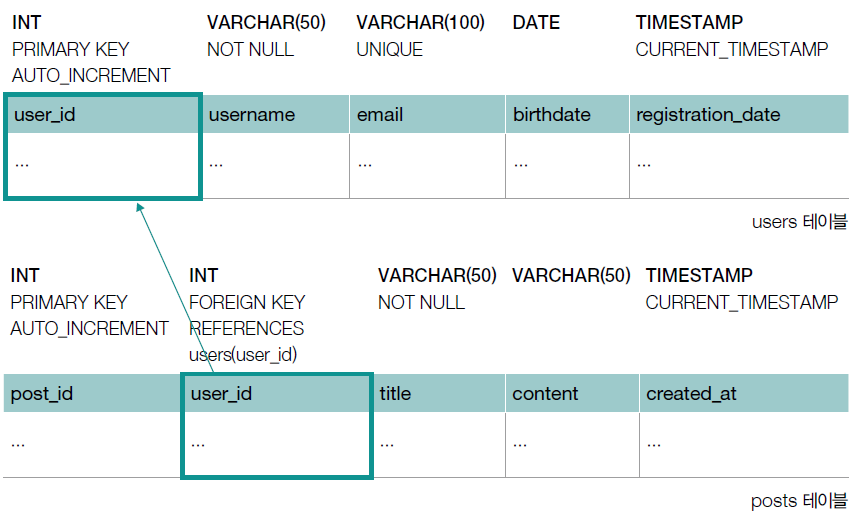 INT VARCHAR(50) VARCHAR(100) DATE TIMESTAMP
PRIMARY KEY NOT NULL UNIQUE CURRENT_TIMESTAMP
AUTO_INCREMENT
user_id username email birthdate registration_date
... ... ... ... ...
users 테이블
INT INT VARCHAR(50) VARCHAR(50) TIMESTAMP
PRIMARY KEY FOREIGN KEY NOT NULL CURRENT_TIMESTAMP
AUTO_INCREMENT REFERENCES
users(user_id)
post_id user_id title content created_at
... ... ... ... ...
posts 테이블